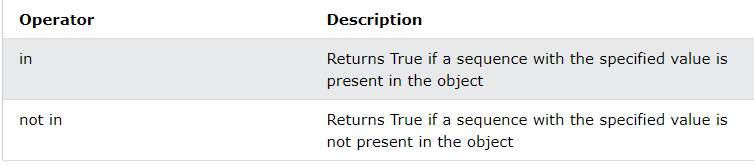 Operator Description
in Returns True if a sequence with the specified value is
present in the object
not in Returns True if a sequence with the specified value is
not present in the object